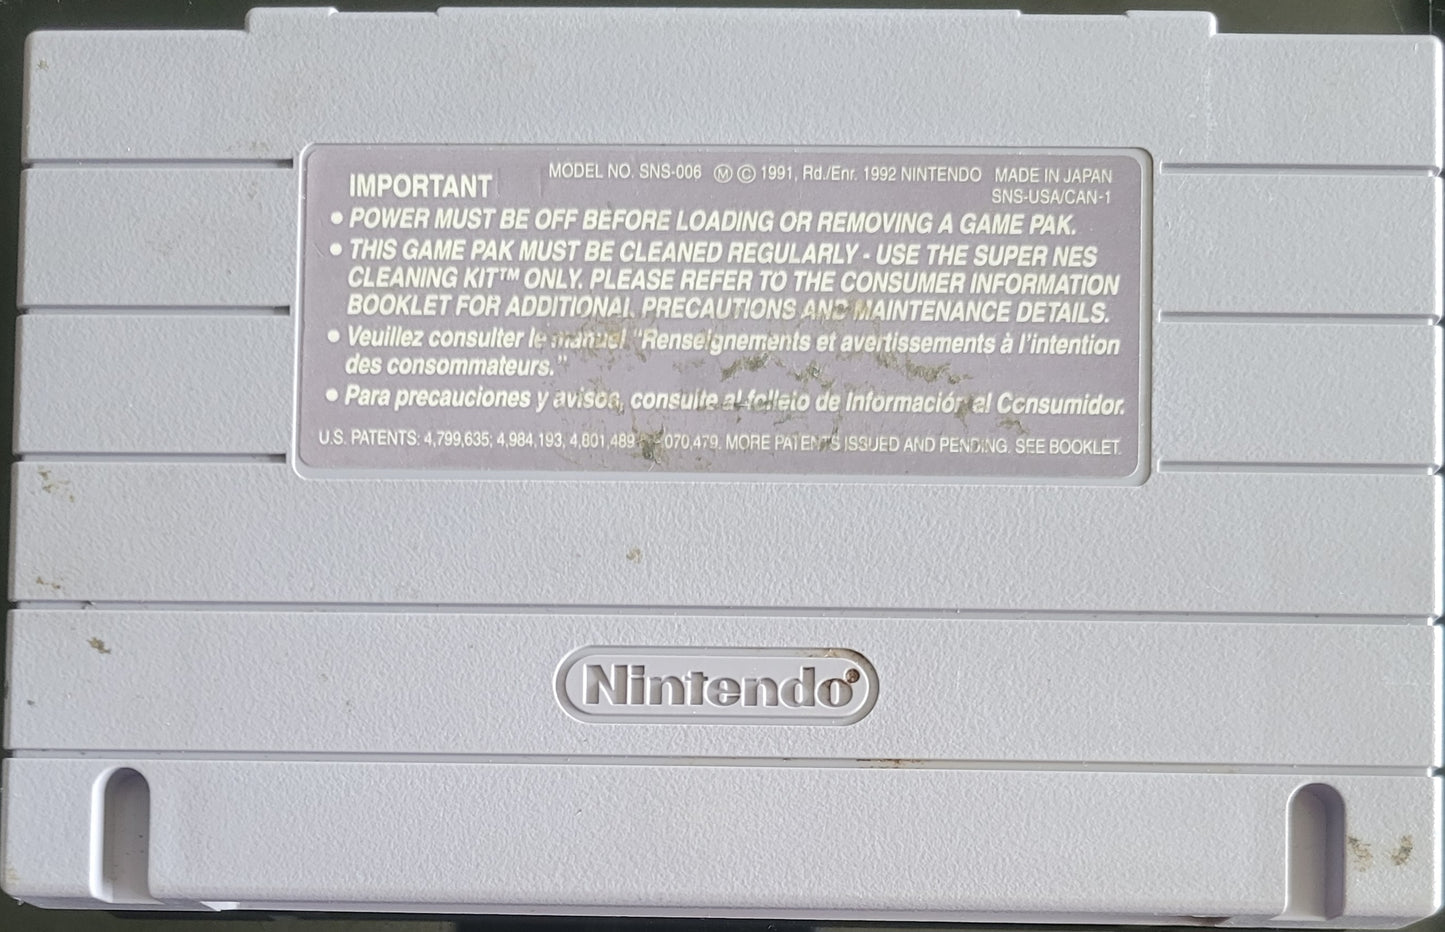 MODEL NO. SNS-006 Ⓜ © 1991, Rd./Enr. 1992 NINTENDO MADE IN JAPAN
SNS-USA/CAN-1
IMPORTANT
• POWER MUST BE OFF BEFORE LOADING OR REMOVING A GAME PAK.
• THIS GAME PAK MUST BE CLEANED REGULARLY - USE THE SUPER NES
CLEANING KIT™ ONLY. PLEASE REFER TO THE CONSUMER INFORMATION
BOOKLET FOR ADDITIONAL PRECAUTIONS AND MAINTENANCE DETAILS.
• Veuillez consulter le manuel "Renseignements et avertissements à l'intention
des consommateurs."
• Para precauciones y avisos, consulte al folleto de Información al Consumidor.
U.S. PATENTS: 4,799,635; 4,984,193, 4,801,489 070,479. MORE PATENTS ISSUED AND PENDING. SEE BOOKLET.
Nintendo®